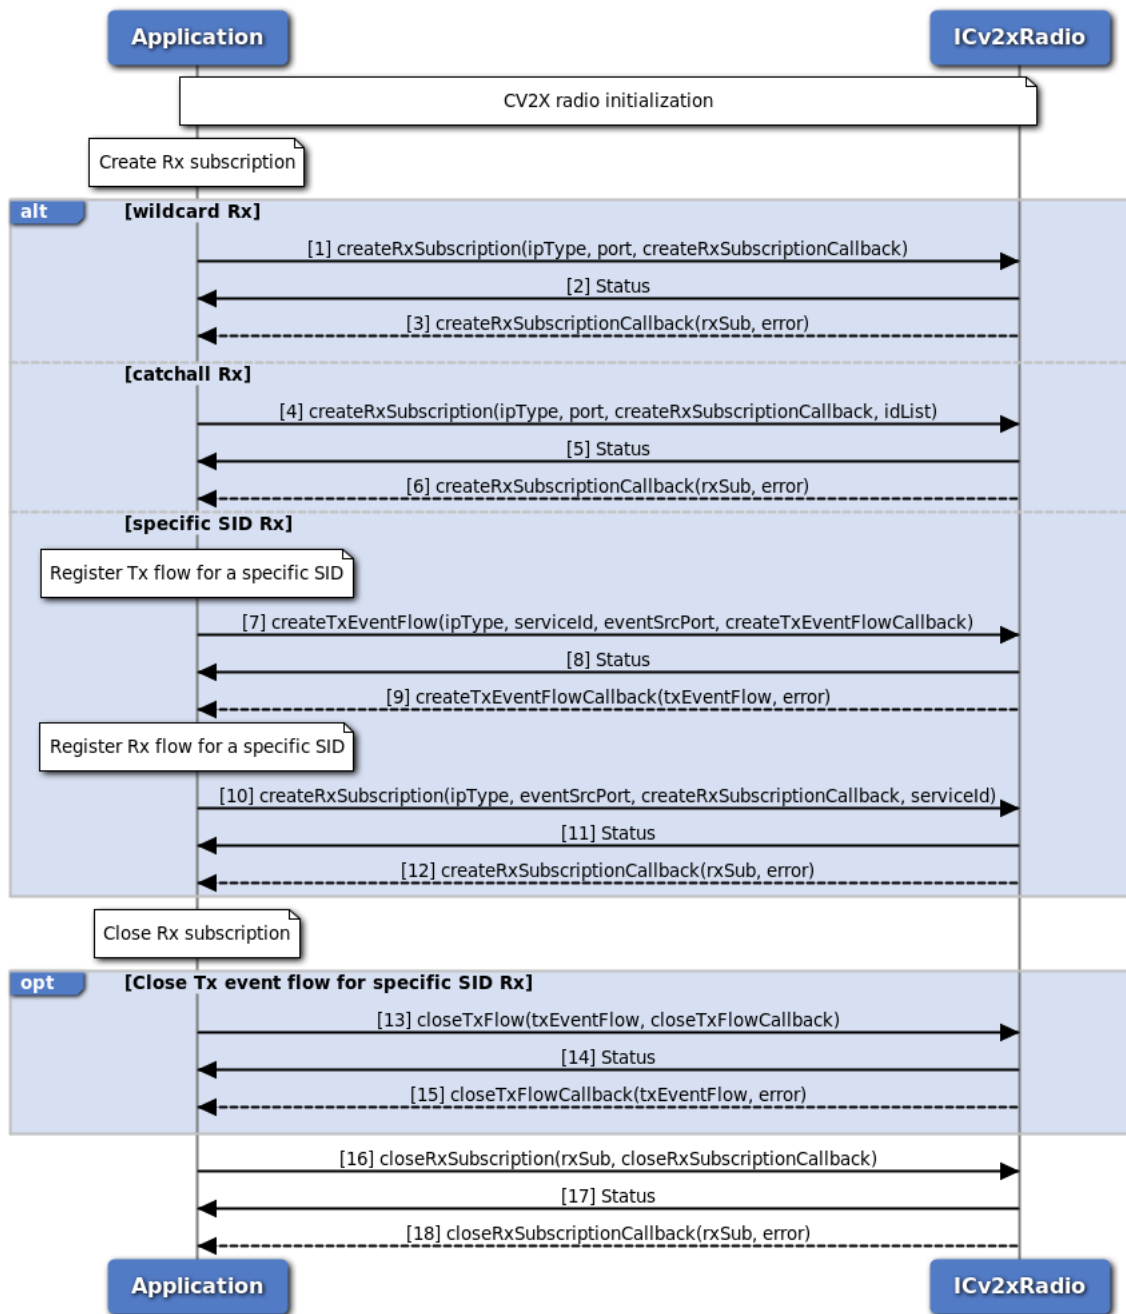 Application
ICv2xRadio
CV2X radio initialization
Create Rx subscription
alt
[wildcard Rx]
[1] createRxSubscription(ipType, port, createRxSubscriptionCallback)
[2] Status
[3] createRxSubscriptionCallback(rxSub, error)
[catchall Rx]
[4] createRxSubscription(ipType, port, createRxSubscriptionCallback, idList)
[5] Status
[6] createRxSubscriptionCallback(rxSub, error)
[specific SID Rx]
Register Tx flow for a specific SID
[7] createTxEventFlow(ipType, serviceId, eventSrcPort, createTxEventFlowCallback)
[8] Status
[9] createTxEventFlowCallback(txEventFlow, error)
Register Rx flow for a specific SID
[10] createRxSubscription(ipType, eventSrcPort, createRxSubscriptionCallback, serviceId)
[11] Status
[12] createRxSubscriptionCallback(rxSub, error)
Close Rx subscription
opt
[Close Tx event flow for specific SID Rx]
[13] closeTxFlow(txEventFlow, closeTxFlowCallback)
[14] Status
[15] closeTxFlowCallback(txEventFlow, error)
[16] closeRxSubscription(rxSub, closeRxSubscriptionCallback)
[17] Status
[18] closeRxSubscriptionCallback(rxSub, error)
Application
ICv2xRadio